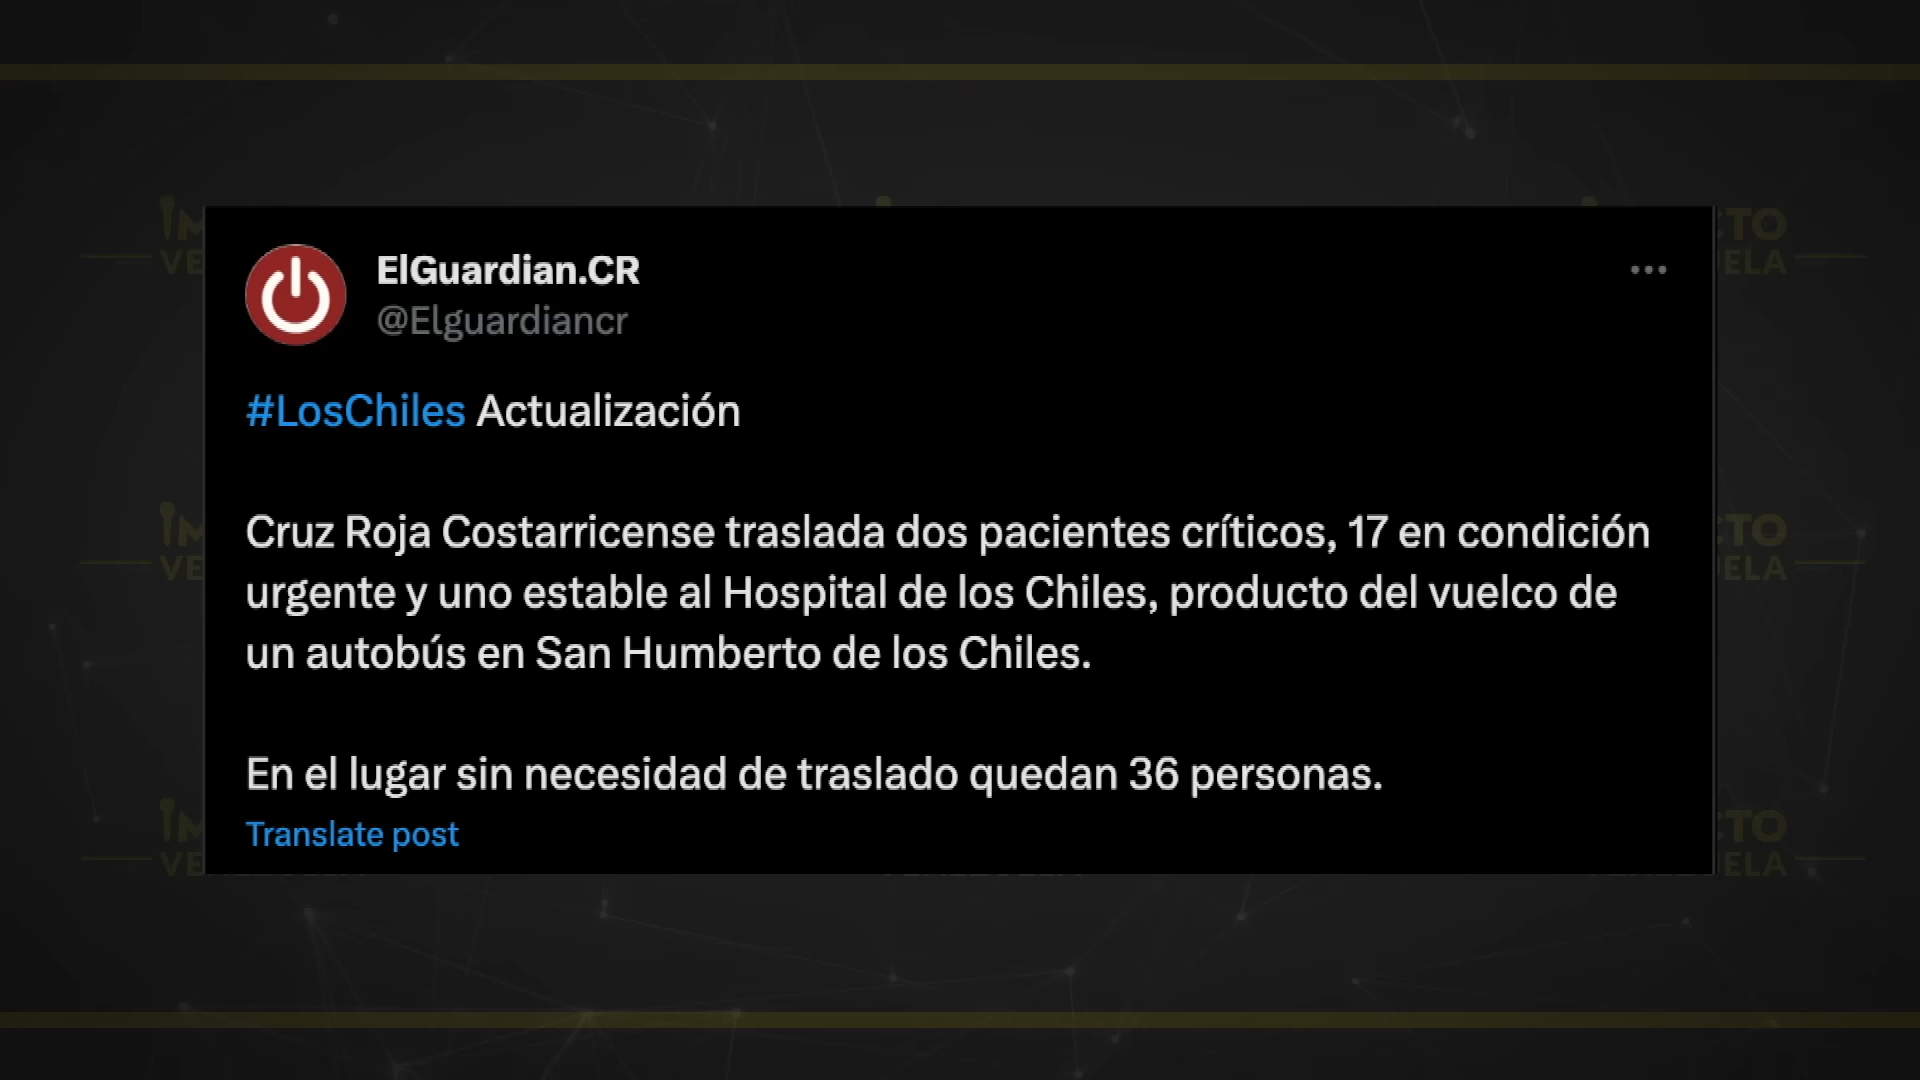 ElGuardian.CR
@Elguardiancr
#LosChiles Actualización
Cruz Roja Costarricense traslada dos pacientes críticos, 17 en condición
urgente y uno estable al Hospital de los Chiles, producto del vuelco de
un autobús en San Humberto de los Chiles.
En el lugar sin necesidad de traslado quedan 36 personas.
Translate post